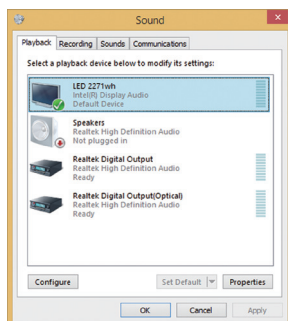 Sound
Playback Recording Sounds Communications
Select a playback device below to modify its settings:
LED 2271wh
Intel(R) Display Audio
Default Device
Speakers
Realtek High Definition Audio
Not plugged in
Realtek Digital Output
Realtek High Definition Audio
Ready
Realtek Digital Output(Optical)
Realtek High Definition Audio
Ready
Configure Set Default Properties
OK Cancel Apply